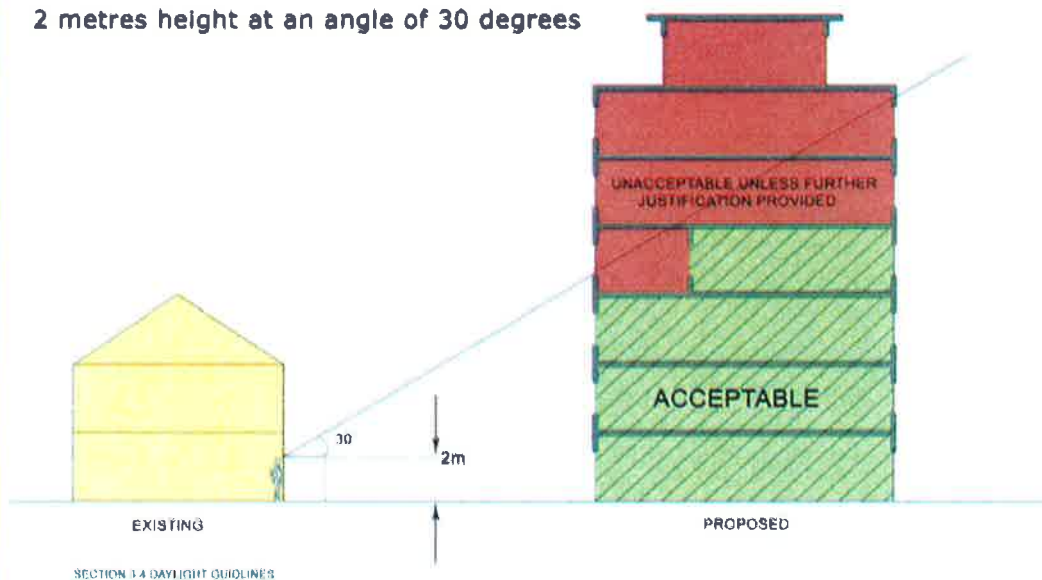 2 metres height at an angle of 30 degrees
UNACCEPTABLE UNLESS FURTHER
JUSTIFICATION PROVIDED
ACCEPTABLE
30
2m
EXISTING
PROPOSED
SECTION 3.4 DAYLIGHT GUIDLINES